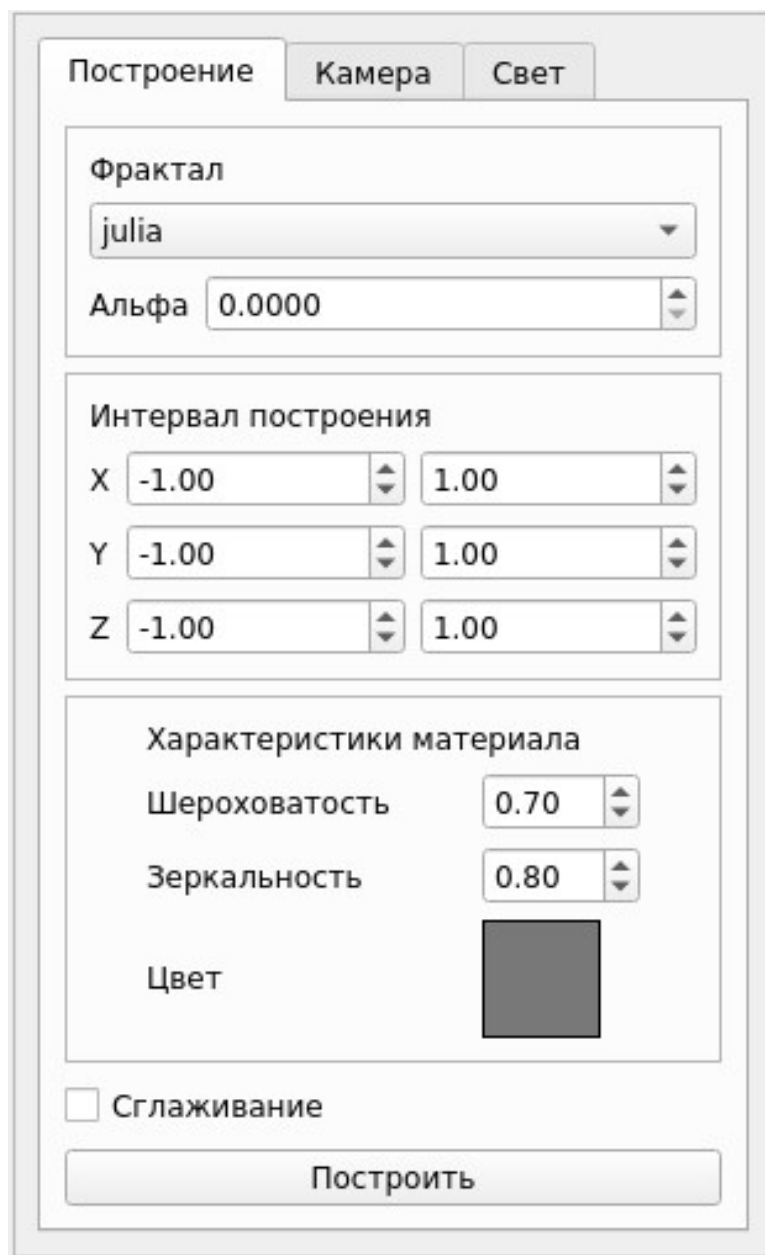 Построение Камера Свет
Фрактал
julia
Альфа 0.0000
Интервал построения
X -1.00 1.00
Y -1.00 1.00
Z -1.00 1.00
Характеристики материала
Шероховатость 0.70
Зеркальность 0.80
Цвет
Сглаживание
Построить